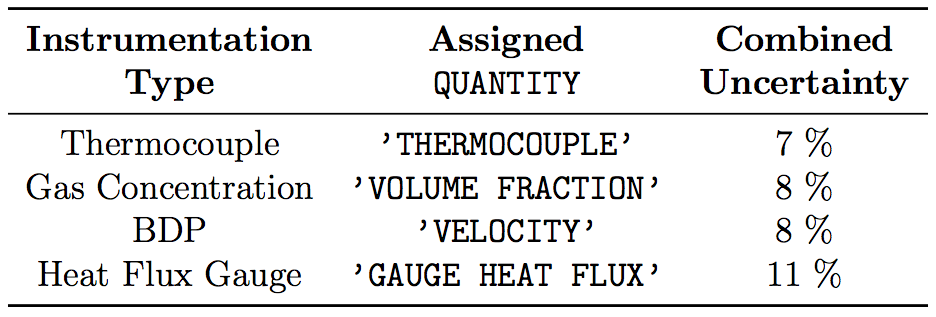 Instrumentation Assigned Combined
Type QUANTITY Uncertainty
Thermocouple ’THERMOCOUPLE’ 7 %
Gas Concentration ’VOLUME FRACTION’ 8 %
BDP ’VELOCITY’ 8 %
Heat Flux Gauge ’GAUGE HEAT FLUX’ 11 %